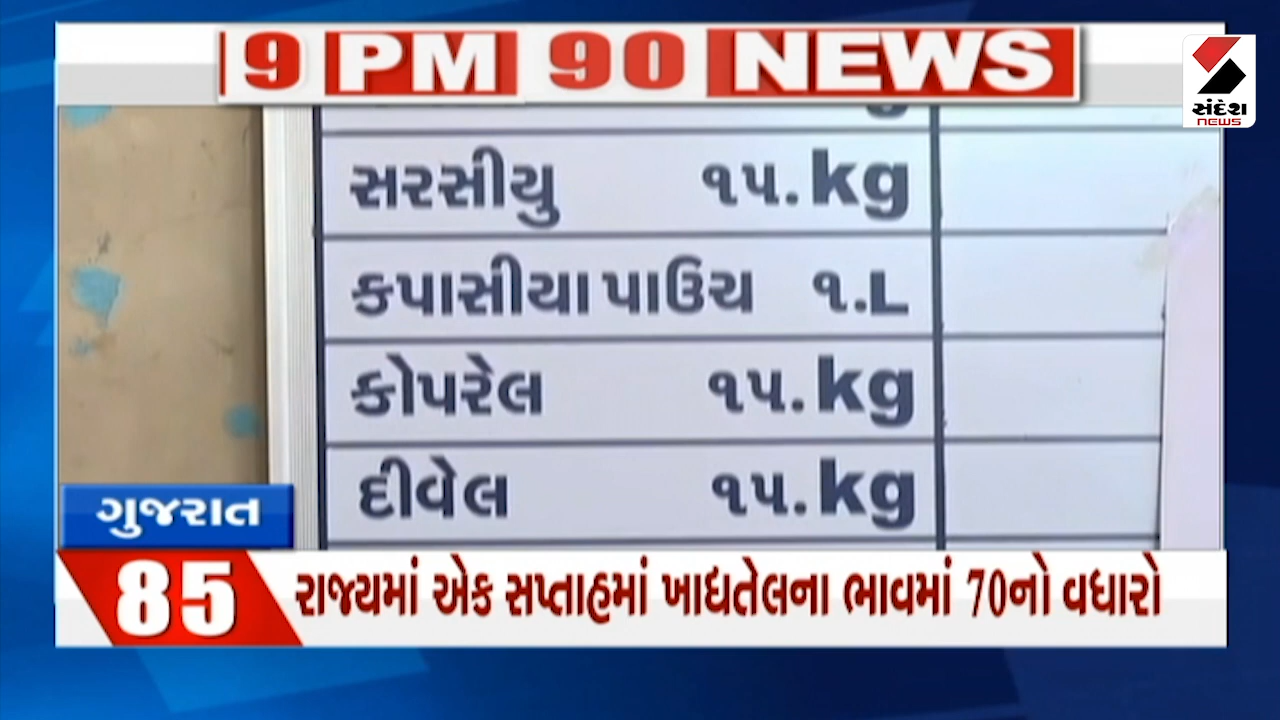 9 PM 90 NEWS
સંદેશ
NEWS
સરસીયુ ૧૫.kg
કપાસીયા પાઉચ ૧.L
કોપરેલ ૧૫.kg
દીવેલ ૧૫.kg
ગુજરાત
85 રાજ્યમાં એક સપ્તાહમાં ખાદ્યતેલના ભાવમાં 70નો વધારો